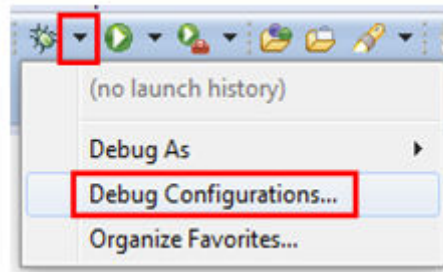 (no launch history)
Debug As
Debug Configurations...
Organize Favorites...